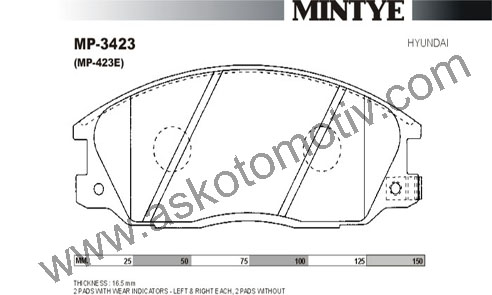 MINTYE
MP-3423
(MP-423E)
HYUNDAI
www.askotomotiv.com
MM. 25 50 75 100 125 150
THICKNESS : 16.5 mm
2 PADS WITH WEAR INDICATORS - LEFT & RIGHT EACH, 2 PADS WITHOUT